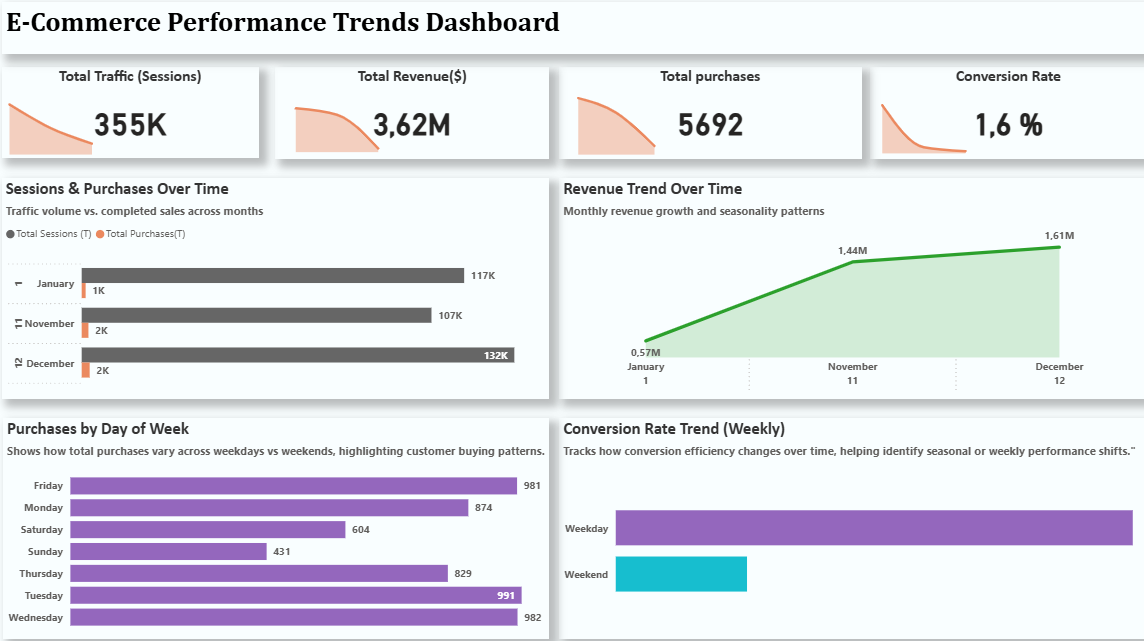 E-Commerce Performance Trends Dashboard
Total Traffic (Sessions)
355K
Total Revenue($)
3,62M
Total purchases
5692
Conversion Rate
1,6 %
Sessions & Purchases Over Time
Traffic volume vs. completed sales across months
Total Sessions (T) Total Purchases(T)
1 January 117K
1K
11 November 107K
2K
12 December 132K
2K
Revenue Trend Over Time
Monthly revenue growth and seasonality patterns
0,57M
1,44M
1,61M
January November December
1 11 12
Purchases by Day of Week
Shows how total purchases vary across weekdays vs weekends, highlighting customer buying patterns.
Friday 981
Monday 874
Saturday 604
Sunday 431
Thursday 829
Tuesday 991
Wednesday 982
Conversion Rate Trend (Weekly)
Tracks how conversion efficiency changes over time, helping identify seasonal or weekly performance shifts."
Weekday
Weekend